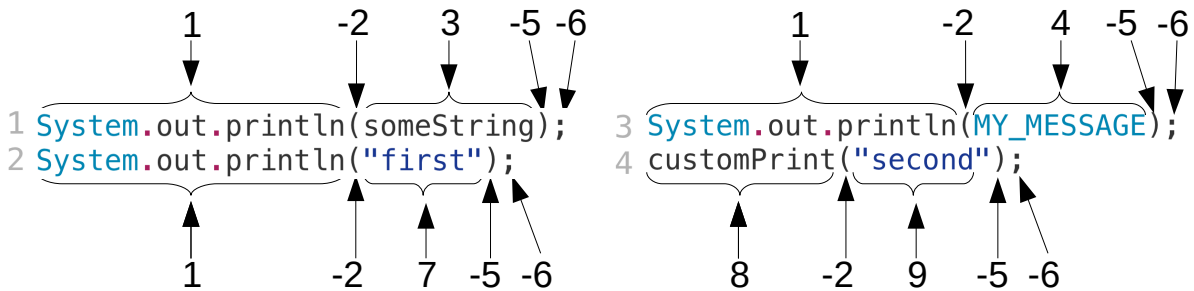 1 -2 3 -5 -6
1 System.out.println(someString);
2 System.out.println("first");
1 -2 7 -5 -6
1 -2 4 -5 -6
3 System.out.println(MY_MESSAGE);
4 customPrint("second");
8 -2 9 -5 -6